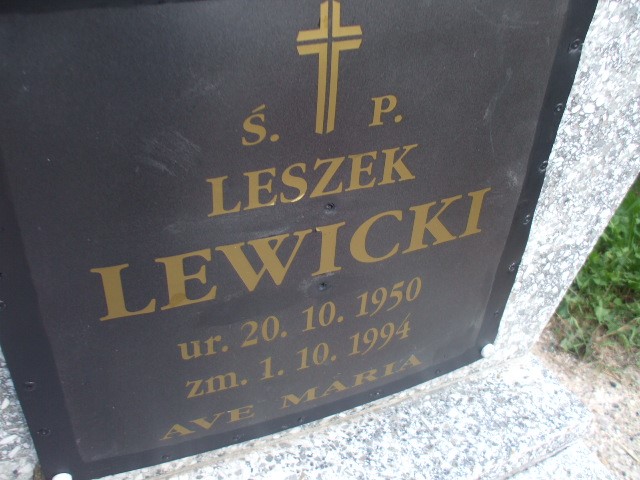 Ś. P.
LESZEK
LEWICKI
ur. 20. 10. 1950
zm. 1. 10. 1994
AVE MARIA